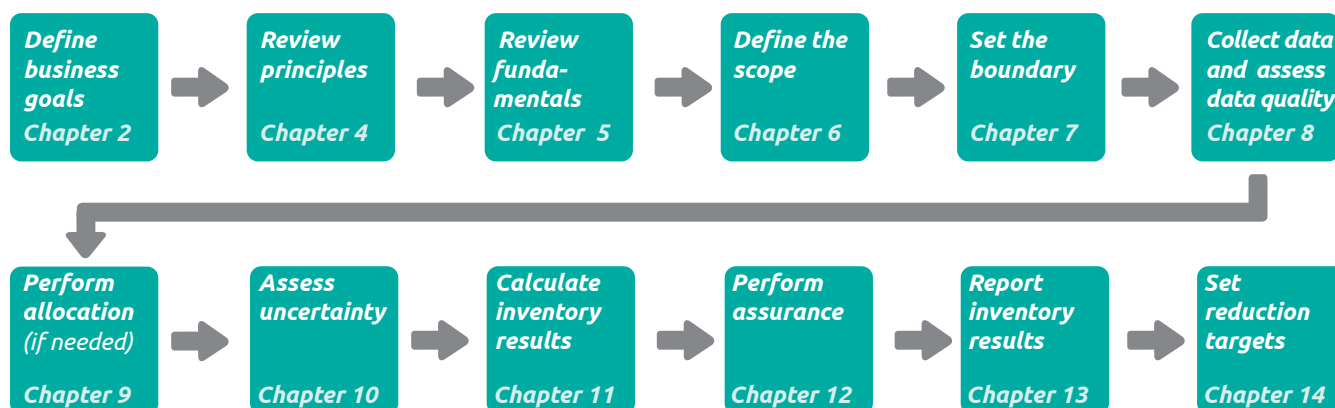 Define
business
goals
Chapter 2
Review
principles
Chapter 4
Review
funda-
mentals
Chapter 5
Define the
scope
Chapter 6
Set the
boundary
Chapter 7
Collect data
and assess
data quality
Chapter 8
Perform
allocation
(if needed)
Chapter 9
Assess
uncertainty
Chapter 10
Calculate
inventory
results
Chapter 11
Perform
assurance
Chapter 12
Report
inventory
results
Chapter 13
Set
reduction
targets
Chapter 14